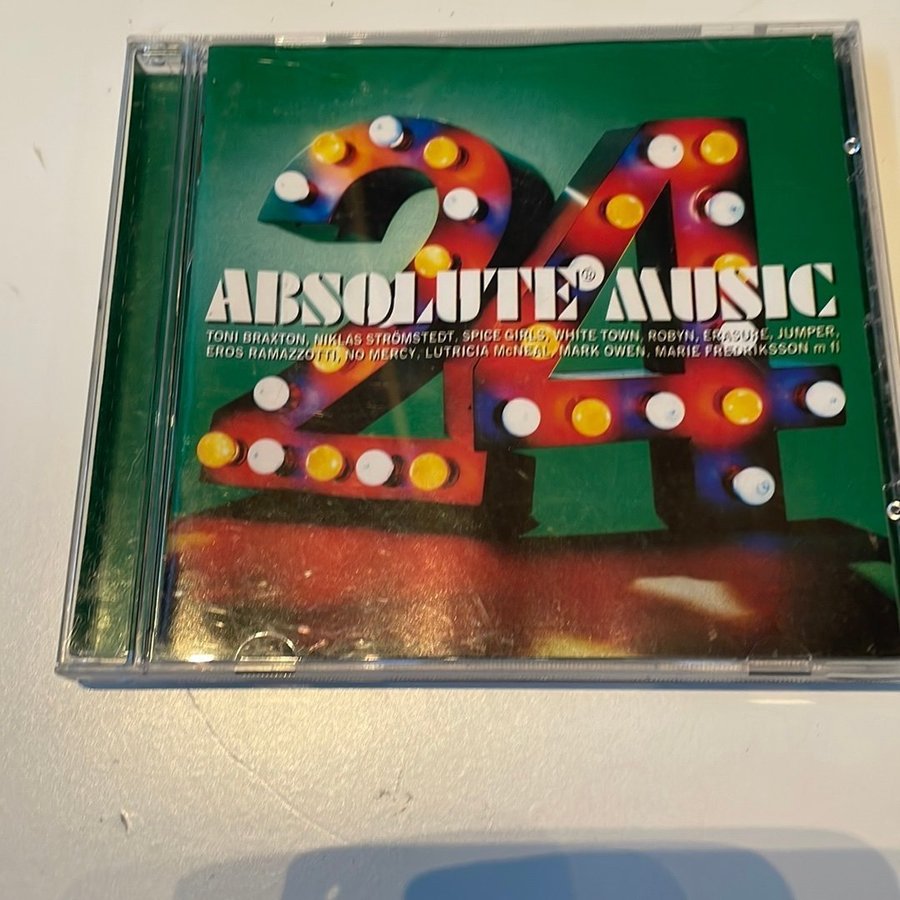 24
ABSOLUTE® MUSIC
TONI BRAXTON, NIKLAS STRÖMSTEDT, SPICE GIRLS, WHITE TOWN, ROBYN, ERASURE, JUMPER,
EROS RAMAZZOTTI, NO MERCY, LUTRICIA McNEAL, MARK OWEN, MARIE FREDRIKSSON m fl